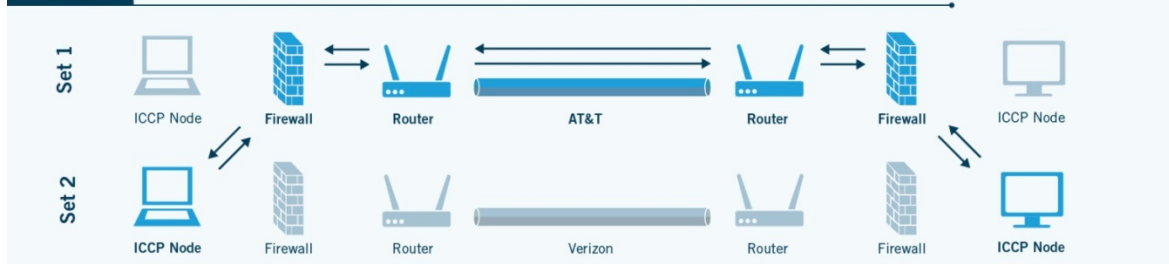 Set 1
ICCP Node Firewall Router AT&T Router Firewall ICCP Node
Set 2
ICCP Node Firewall Router Verizon Router Firewall ICCP Node